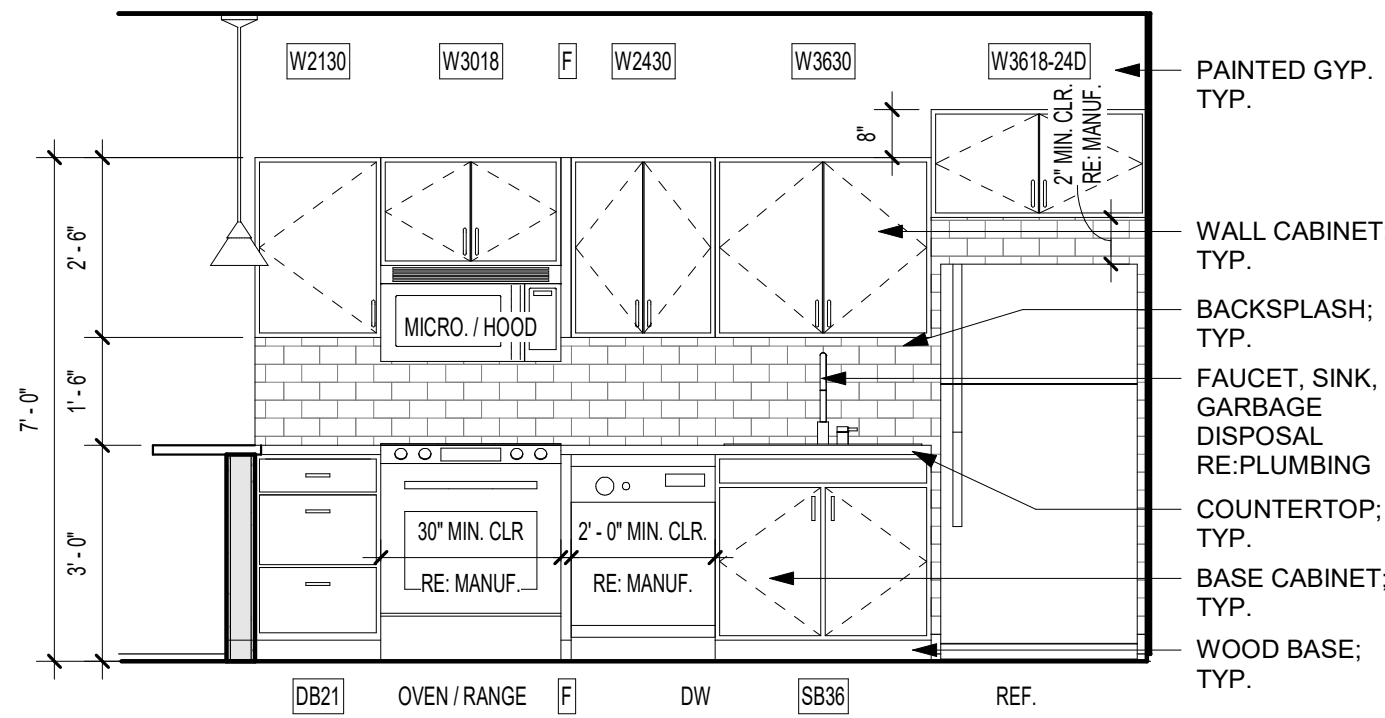 W2130
W3018
F
W2430
W3630
W3618-24D
PAINTED GYP.
TYP.
8"
2" MIN. CLR.
RE: MANUF.
2' - 6"
WALL CABINET
TYP.
BACKSPLASH;
TYP.
MICRO. / HOOD
7' - 0"
1' - 6"
FAUCET, SINK,
GARBAGE
DISPOSAL
RE:PLUMBING
3' - 0"
30" MIN. CLR
RE: MANUF.
2' - 0" MIN. CLR.
RE: MANUF.
COUNTERTOP;
TYP.
BASE CABINET;
TYP.
WOOD BASE;
TYP.
DB21
OVEN / RANGE
F
DW
SB36
REF.